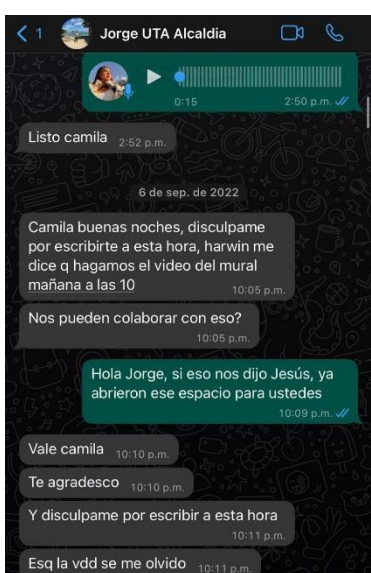 1
Jorge UTA Alcaldia
0:15
2:50 p.m.
Listo camila
2:52 p.m.
6 de sep. de 2022
Camila buenas noches, disculpame
por escribirte a esta hora, harwin me
dice q hagamos el video del mural
mañana a las 10
10:05 p.m.
Nos pueden colaborar con eso?
10:05 p.m.
Hola Jorge, si eso nos dijo Jesús, ya
abrieron ese espacio para ustedes
10:09 p.m.
Vale camila
10:10 p.m.
Te agradesco
10:10 p.m.
Y disculpame por escribir a esta hora
10:11 p.m.
Esq la vdd se me olvido
10:11 p.m.